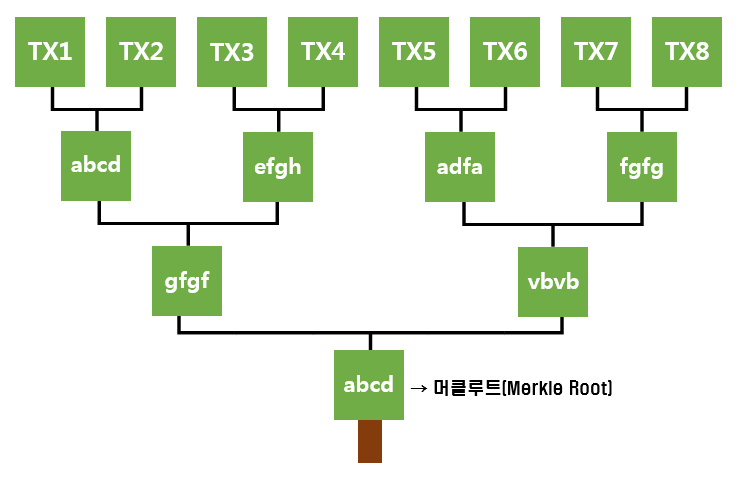 TX1 TX2 TX3 TX4 TX5 TX6 TX7 TX8
abcd efgh adfa fgfg
gfgf vbvb
abcd → 머클루트(Merkle Root)